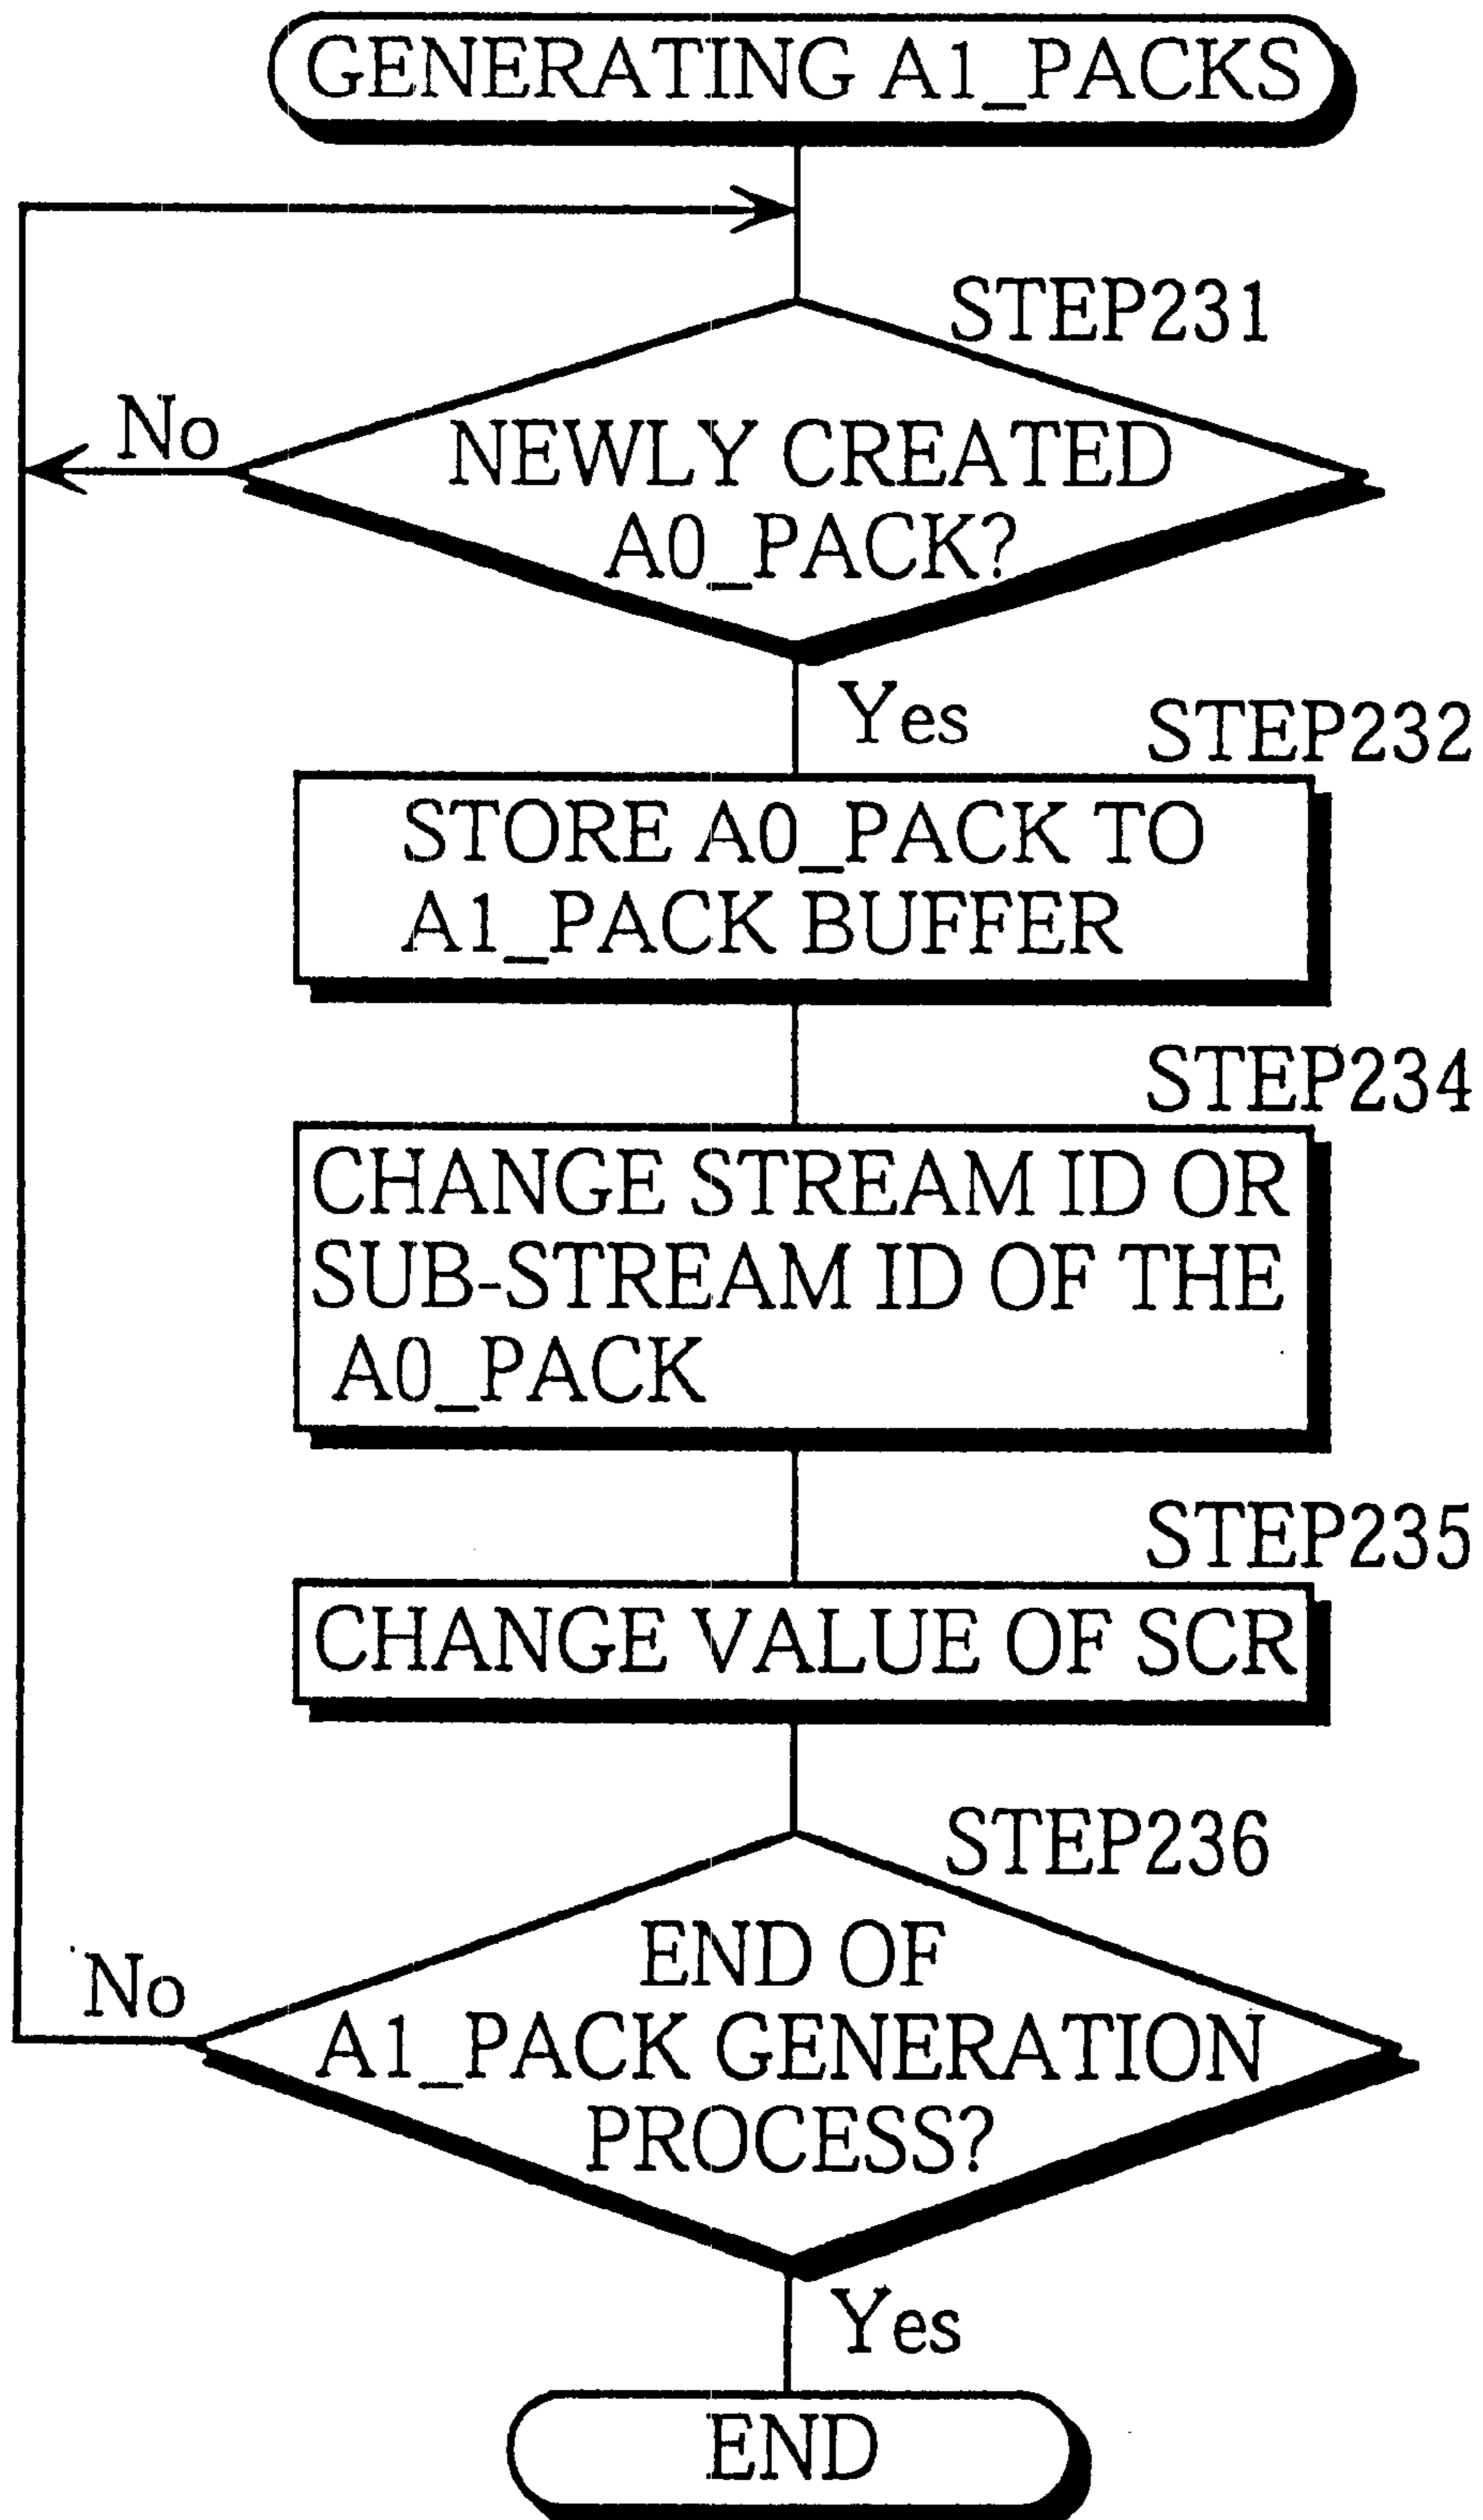 GENERATING A1_PACKS
STEP231
No
NEWLY CREATED
A0_PACK?
Yes
STEP232
STORE A0_PACK TO
A1_PACK BUFFER
STEP234
CHANGE STREAM ID OR
SUB-STREAM ID OF THE
A0_PACK
STEP235
CHANGE VALUE OF SCR
STEP236
No
END OF
A1_PACK GENERATION
PROCESS?
Yes
END